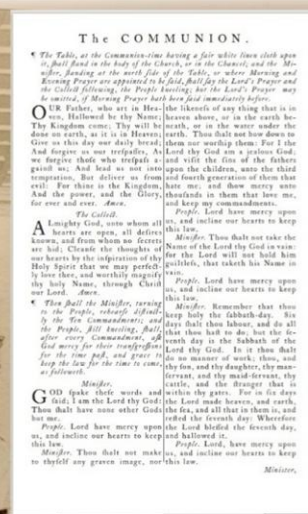 The COMMUNION.
¶ The Table, at the Communion-time having a fair white linen cloth upon
it, ſhall ſtand in the body of the Church, or in the Chancel; and the Mi-
niſter, ſtanding at the north ſide of the Table, or where Morning and
Evening Prayer are appointed to be ſaid, ſhall ſay the Lord's Prayer and
the Collect following, the People kneeling; but the Lord's Prayer may
be omitted, if Morning Prayer hath been ſaid immediately before.
OUR Father, who art in Hea-
ven, Hallowed be thy Name;
Thy Kingdom come; Thy will be
done on earth, as it is in Heaven;
Give us this day our daily bread;
And forgive us our treſpaſſes, As
we forgive thoſe who treſpaſs a-
gainſt us; And lead us not into
temptation, But deliver us from
evil: For thine is the Kingdom,
And the power, and the Glory,
for ever and ever. Amen.
The Collect.
Almighty God, unto whom all
hearts are open, all deſires
known, and from whom no ſecrets
are hid; Cleanſe the thoughts of
our hearts by the inſpiration of thy
Holy Spirit that we may perfect-
ly love thee, and worthily magnify
thy holy Name, through Chriſt
our Lord. Amen.
¶ Then ſhall the Miniſter, turning
to the People, rehearſe diſtinct-
ly the Ten Commandments; and
the People, ſtill kneeling, ſhall,
after every Commandment, aſk
God mercy for their tranſgreſſion
for the time paſt, and grace to
keep the law for the time to come,
as followeth.
Miniſter.
GOD ſpake theſe words and
ſaid; I am the Lord thy God:
Thou ſhalt have none other Gods
but me.
People. Lord have mercy upon
us, and incline our hearts to keep
this law.
Miniſter. Thou ſhalt not make
to thyſelf any graven image, nor
the likeneſs of any thing that is in
heaven above, or in the earth be-
neath, or in the water under the
earth. Thou ſhalt not bow down to
them nor worſhip them: For I the
Lord thy God am a jealous God;
and viſit the ſins of the fathers
upon the children, unto the third
and fourth generation of them that
hate me; and ſhow mercy unto
thouſands in them that love me,
and keep my commandments.
People. Lord have mercy upon
us, and incline our hearts to keep
this law.
Miniſter. Thou ſhalt not take the
Name of the Lord thy God in vain:
for the Lord will not hold him
guiltleſs, that taketh his Name in
vain.
People. Lord have mercy upon
us, and incline our hearts to keep
this law.
Miniſter. Remember that thou
keep holy the ſabbath-day. Six
days ſhalt thou labour, and do all
that thou haſt to do; but the ſe-
venth day is the Sabbath of the
Lord thy God. In it thou ſhalt
do no manner of work; thou, and
thy ſon, and thy daughter, thy man-
ſervant, and thy maid-ſervant, thy
cattle, and the ſtranger that is
within thy gates. For in ſix days
the Lord made heaven, and earth,
the ſea, and all that in them is, and
reſted the ſeventh day: Wherefore
the Lord bleſſed the ſeventh day,
and hallowed it.
People. Lord, have mercy upon
us, and incline our hearts to keep
this law.
Miniſter,